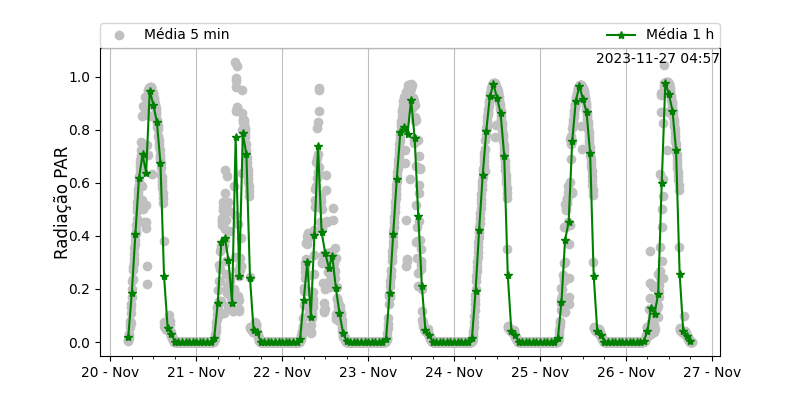 Média 5 min
Média 1 h
2023-11-27 04:57
Radiação PAR
1.0
0.8
0.6
0.4
0.2
0.0
20 - Nov
21 - Nov
22 - Nov
23 - Nov
24 - Nov
25 - Nov
26 - Nov
27 - Nov